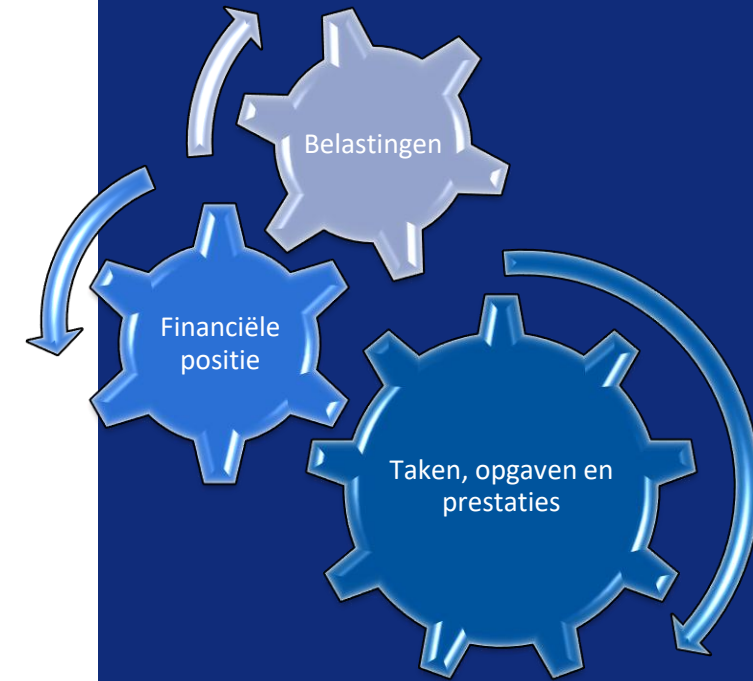 Belastingen
Financiële
positie
Taken, opgaven en
prestaties